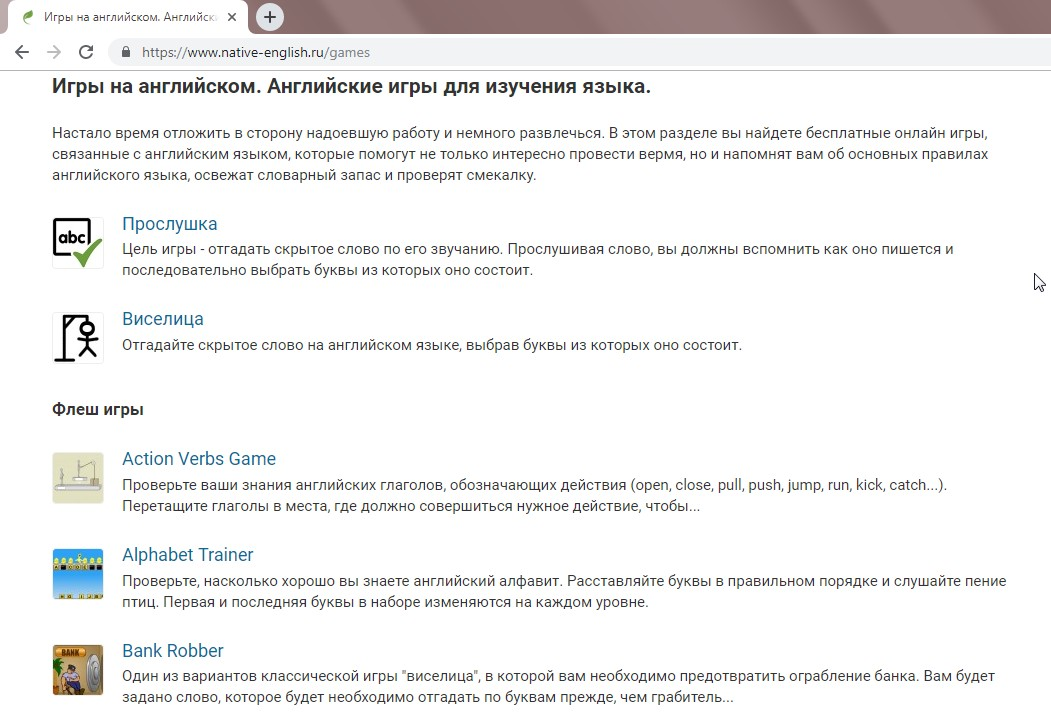 Игры на английском. Английски
https://www.native-english.ru/games
Игры на английском. Английские игры для изучения языка.
Настало время отложить в сторону надоевшую работу и немного развлечься. В этом разделе вы найдете бесплатные онлайн игры,
связанные с английским языком, которые помогут не только интересно провести вермя, но и напомнят вам об основных правилах
английского языка, освежат словарный запас и проверят смекалку.
abc
Прослушка
Цель игры - отгадать скрытое слово по его звучанию. Прослушивая слово, вы должны вспомнить как оно пишется и
последовательно выбрать буквы из которых оно состоит.
Виселица
Отгадайте скрытое слово на английском языке, выбрав буквы из которых оно состоит.
Флеш игры
Action Verbs Game
Проверьте ваши знания английских глаголов, обозначающих действия (open, close, pull, push, jump, run, kick, catch...).
Перетащите глаголы в места, где должно совершиться нужное действие, чтобы...
Alphabet Trainer
Проверьте, насколько хорошо вы знаете английский алфавит. Расставляйте буквы в правильном порядке и слушайте пение
птиц. Первая и последняя буквы в наборе изменяются на каждом уровне.
BANK
Bank Robber
Один из вариантов классической игры "виселица", в которой вам необходимо предотвратить ограбление банка. Вам будет
задано слово, которое будет необходимо отгадать по буквам прежде, чем грабитель...